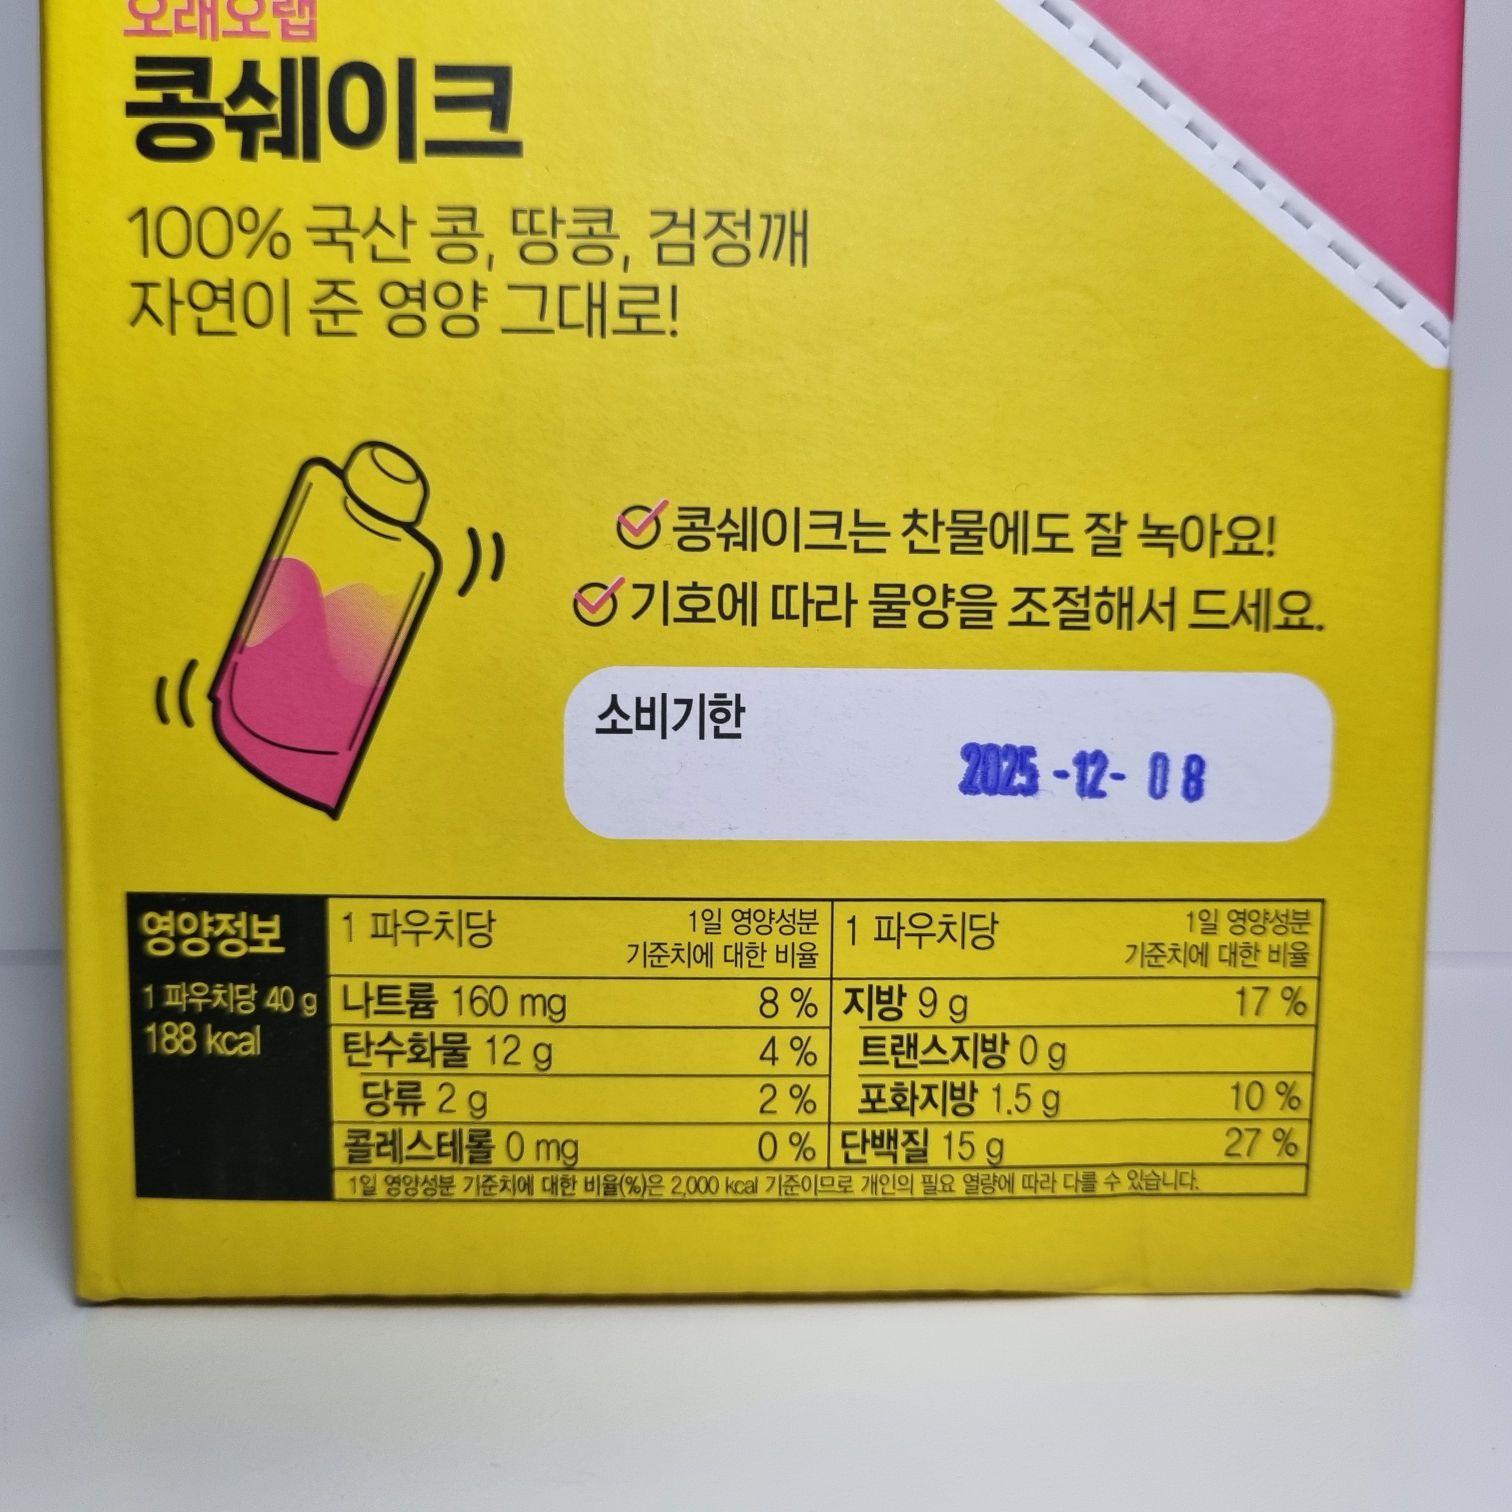 오래오랩
콩쉐이크
100% 국산 콩, 땅콩, 검정깨
자연이 준 영양 그대로!
콩쉐이크는 찬물에도 잘 녹아요!
기호에 따라 물양을 조절해서 드세요.
소비기한
2025-12-08
영양정보
1 파우치당 40 g
188 kcal
1 파우치당 1일 영양성분 기준치에 대한 비율
나트륨 160 mg 8 %
탄수화물 12 g 4 %
당류 2 g 2 %
콜레스테롤 0 mg 0 %
1 파우치당 1일 영양성분 기준치에 대한 비율
지방 9 g 17 %
트랜스지방 0 g
포화지방 1.5 g 10 %
단백질 15 g 27 %
1일 영양성분 기준치에 대한 비율(%)은 2,000 kcal 기준이므로 개인의 필요 열량에 따라 다를 수 있습니다.